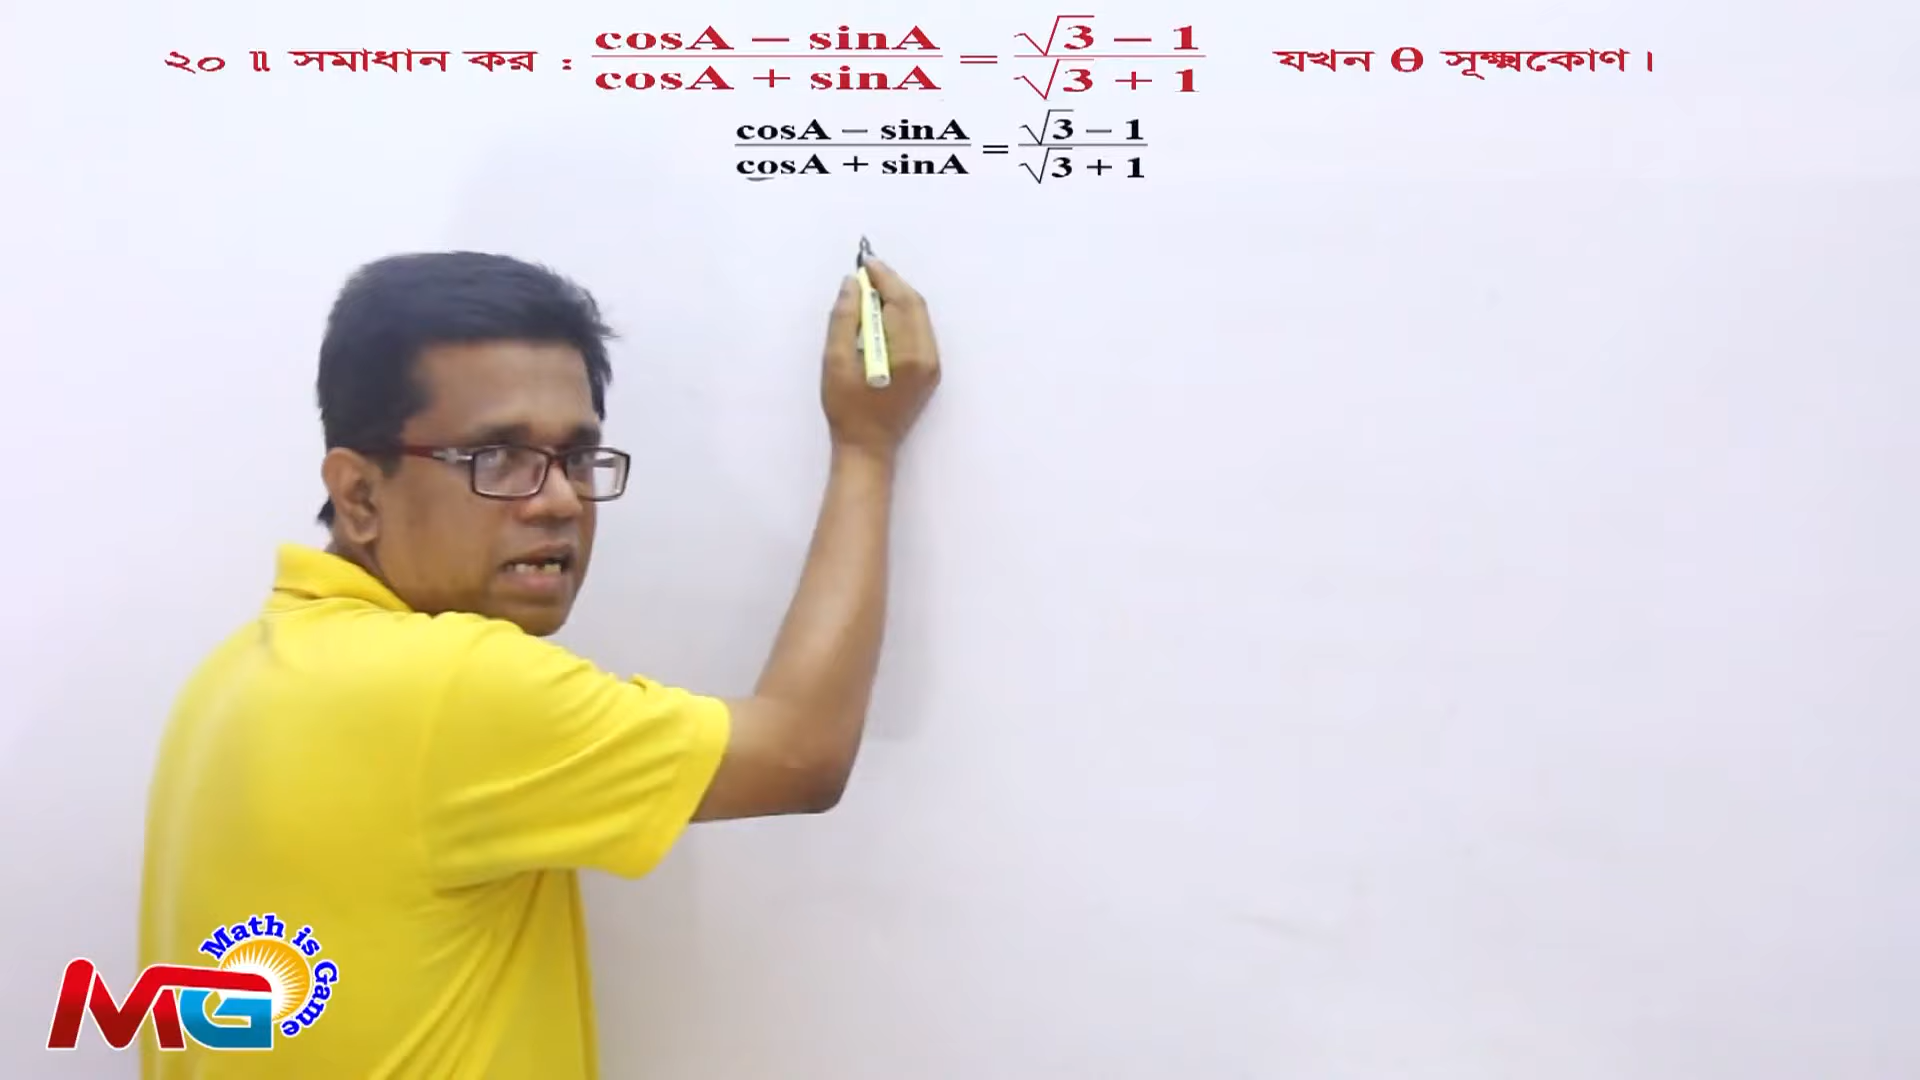 ২০ ॥ সমাধান কর : cosA − sinA / cosA + sinA = √3 − 1 / √3 + 1 যখন θ সূক্ষ্মকোণ।
cosA − sinA / cosA + sinA = √3 − 1 / √3 + 1
Math is Game
MG